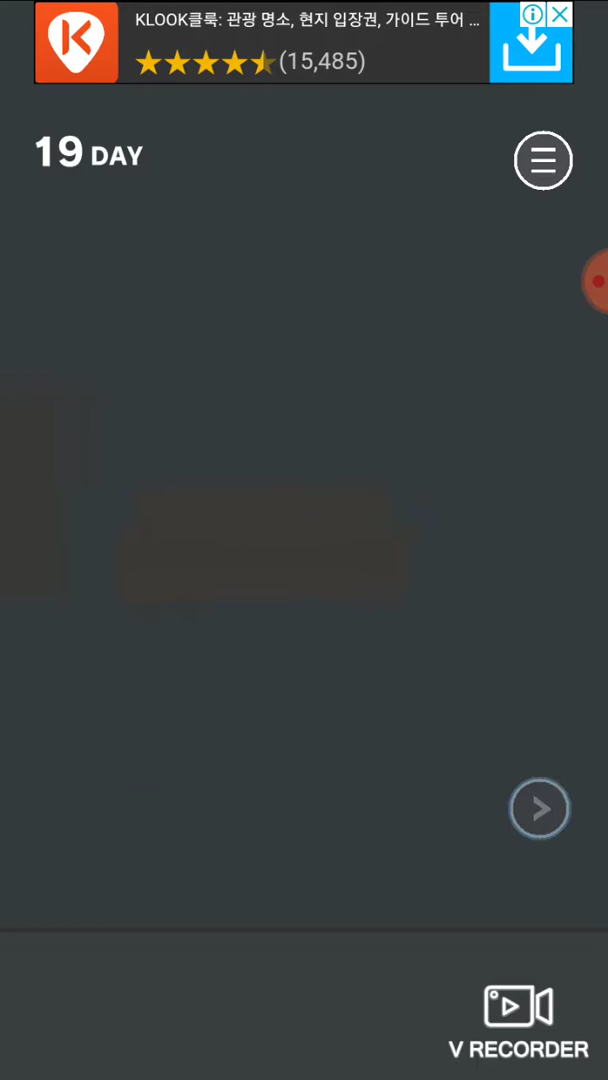 KLOOK클룩: 관광 명소, 현지 입장권, 가이드 투어 ...
(15,485)
19 DAY
V RECORDER